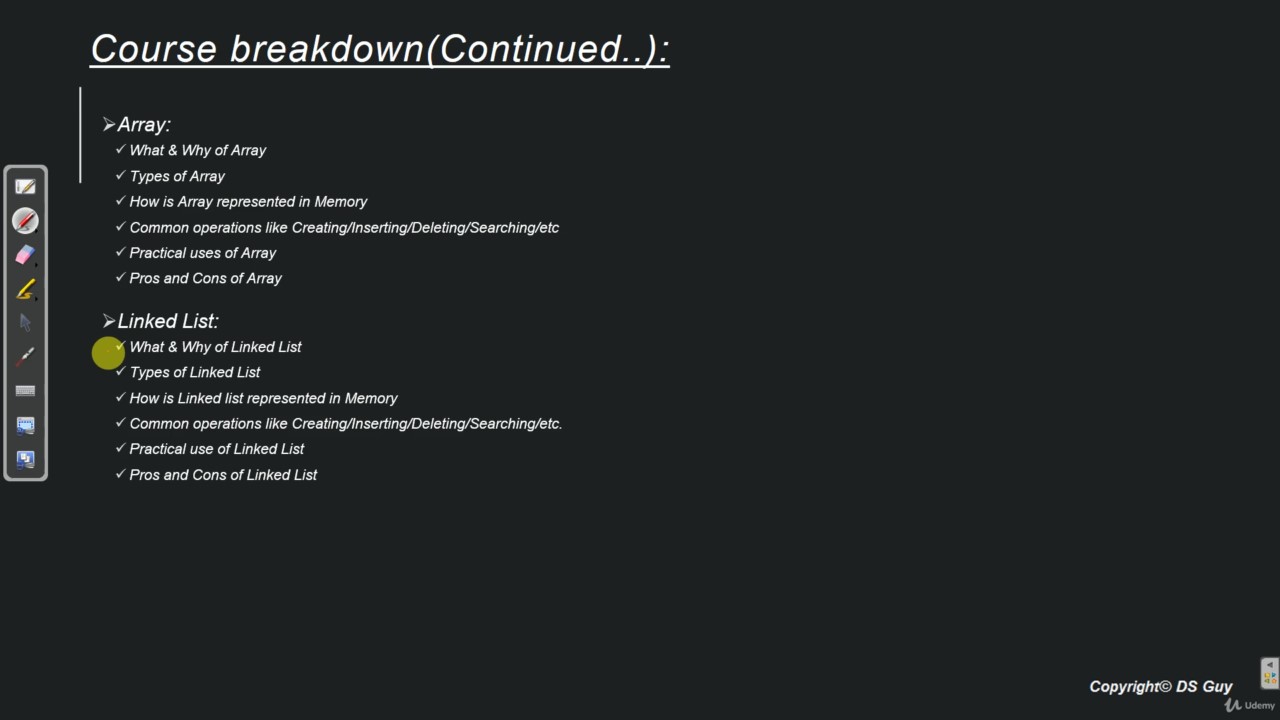 Course breakdown(Continued..):
Array:
What & Why of Array
Types of Array
How is Array represented in Memory
Common operations like Creating/Inserting/Deleting/Searching/etc
Practical uses of Array
Pros and Cons of Array
Linked List:
What & Why of Linked List
Types of Linked List
How is Linked list represented in Memory
Common operations like Creating/Inserting/Deleting/Searching/etc.
Practical use of Linked List
Pros and Cons of Linked List
Copyright© DS Guy
Udemy